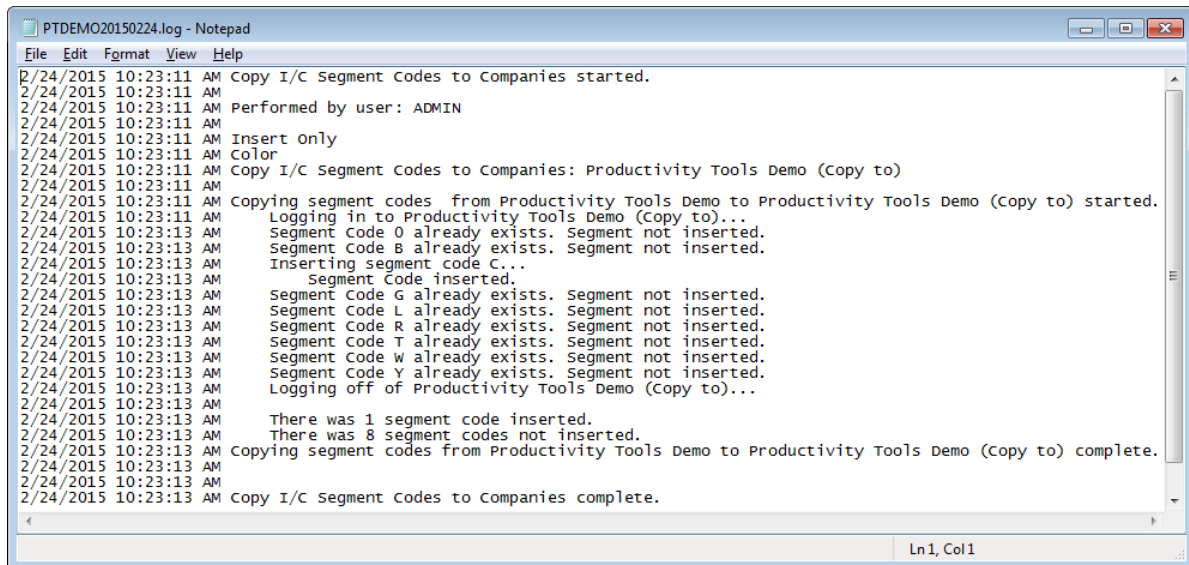 PTDEMO20150224.log - Notepad
File Edit Format View Help
2/24/2015 10:23:11 AM Copy I/C Segment Codes to Companies started.
2/24/2015 10:23:11 AM
2/24/2015 10:23:11 AM Performed by user: ADMIN
2/24/2015 10:23:11 AM
2/24/2015 10:23:11 AM Insert Only
2/24/2015 10:23:11 AM Color
2/24/2015 10:23:11 AM Copy I/C Segment Codes to Companies: Productivity Tools Demo (Copy to)
2/24/2015 10:23:11 AM
2/24/2015 10:23:11 AM Copying segment codes  from Productivity Tools Demo to Productivity Tools Demo (Copy to) started.
2/24/2015 10:23:11 AM     Logging in to Productivity Tools Demo (Copy to)...
2/24/2015 10:23:13 AM     Segment Code O already exists. Segment not inserted.
2/24/2015 10:23:13 AM     Segment Code B already exists. Segment not inserted.
2/24/2015 10:23:13 AM     Inserting segment code C...
2/24/2015 10:23:13 AM         Segment Code inserted.
2/24/2015 10:23:13 AM     Segment Code G already exists. Segment not inserted.
2/24/2015 10:23:13 AM     Segment Code L already exists. Segment not inserted.
2/24/2015 10:23:13 AM     Segment Code R already exists. Segment not inserted.
2/24/2015 10:23:13 AM     Segment Code T already exists. Segment not inserted.
2/24/2015 10:23:13 AM     Segment Code W already exists. Segment not inserted.
2/24/2015 10:23:13 AM     Segment Code Y already exists. Segment not inserted.
2/24/2015 10:23:13 AM     Logging off of Productivity Tools Demo (Copy to)...
2/24/2015 10:23:13 AM
2/24/2015 10:23:13 AM     There was 1 segment code inserted.
2/24/2015 10:23:13 AM     There was 8 segment codes not inserted.
2/24/2015 10:23:13 AM Copying segment codes from Productivity Tools Demo to Productivity Tools Demo (Copy to) complete.
2/24/2015 10:23:13 AM
2/24/2015 10:23:13 AM
2/24/2015 10:23:13 AM Copy I/C Segment Codes to Companies complete.
Ln 1, Col 1